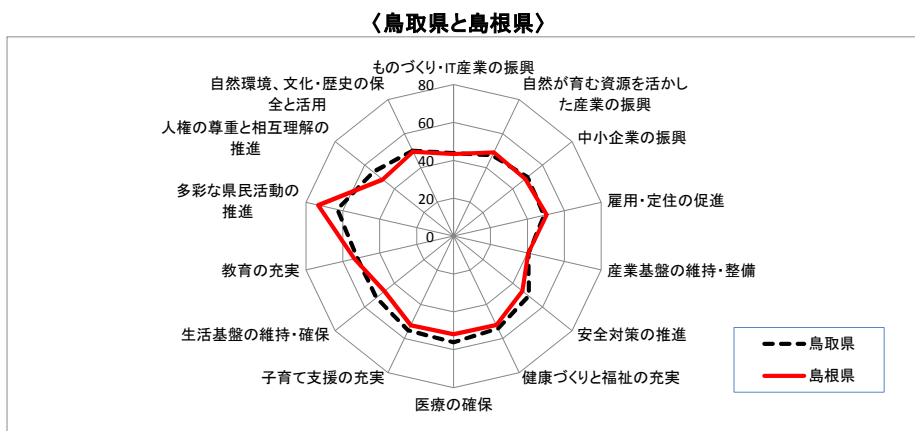 〈鳥取県と島根県〉
ものづくり・IT産業の振興
自然が育む資源を活かし
た産業の振興
中小企業の振興
雇用・定住の促進
産業基盤の維持・整備
安全対策の推進
健康づくりと福祉の充実
医療の確保
子育て支援の充実
生活基盤の維持・確保
教育の充実
多彩な県民活動の
推進
人権の尊重と相互理解の
推進
自然環境、文化・歴史の保
全と活用
80
60
40
20
0
鳥取県
島根県